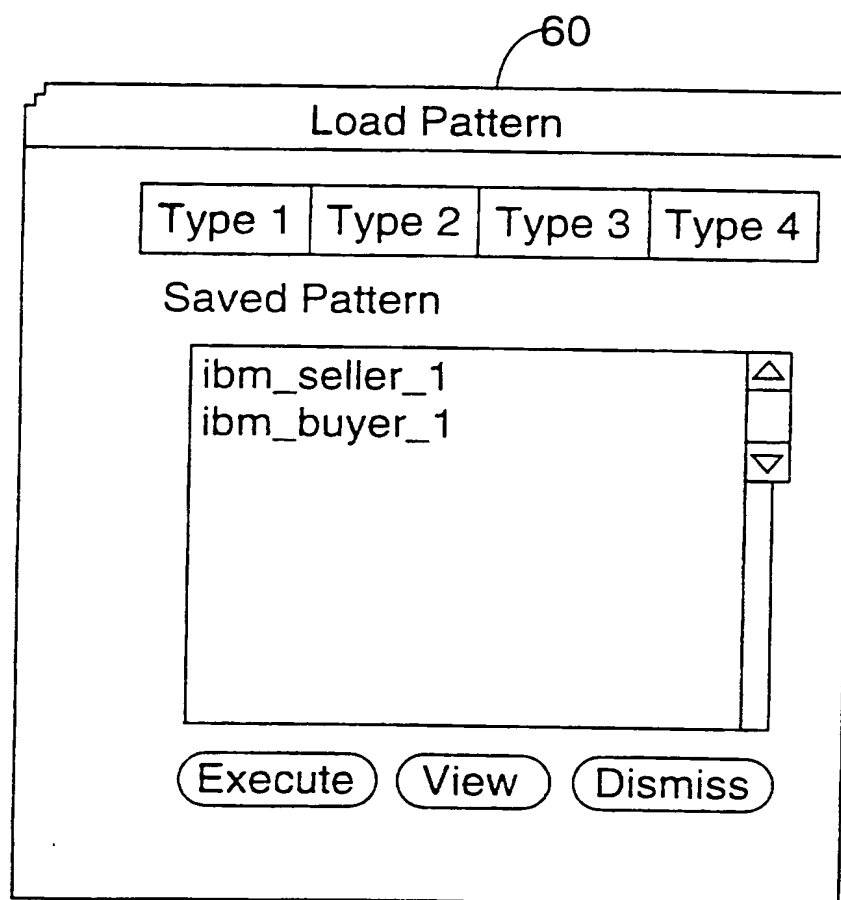 60
Load Pattern
Type 1 Type 2 Type 3 Type 4
Saved Pattern
ibm_seller_1
ibm_buyer_1
Execute View Dismiss